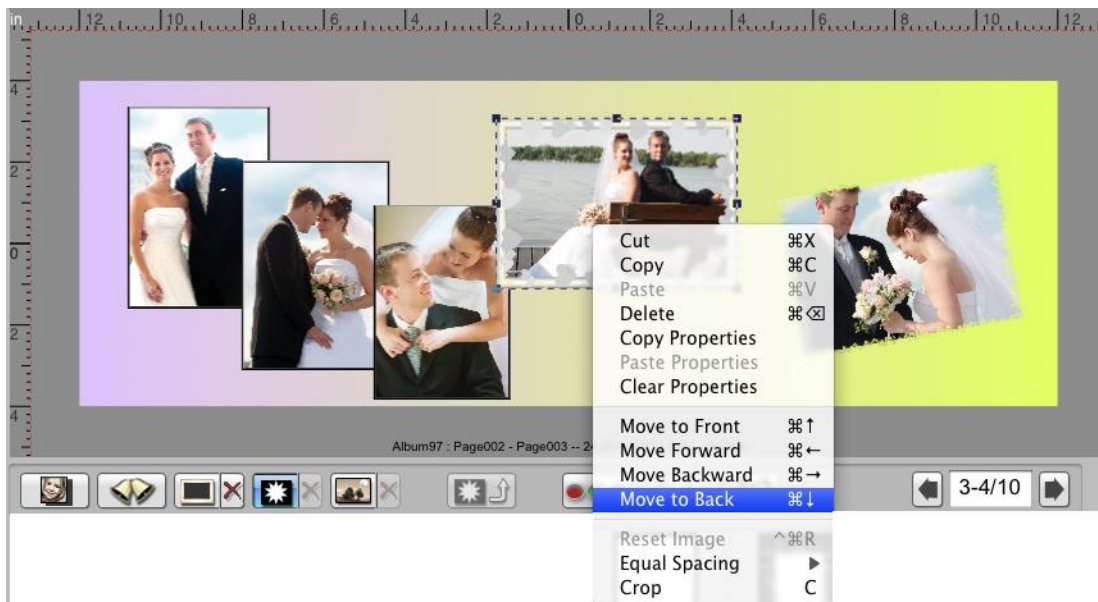 in 12 10 8 6 4 2 0 2 4 6 8 10 12
4
2
0
2
4
Album97 : Page002 - Page003 -- 24
Cut ⌘X
Copy ⌘C
Paste ⌘V
Delete ⌘⌫
Copy Properties
Paste Properties
Clear Properties
Move to Front ⌘↑
Move Forward ⌘←
Move Backward ⌘→
Move to Back ⌘↓
3-4/10
Reset Image ^⌘R
Equal Spacing ▶
Crop C